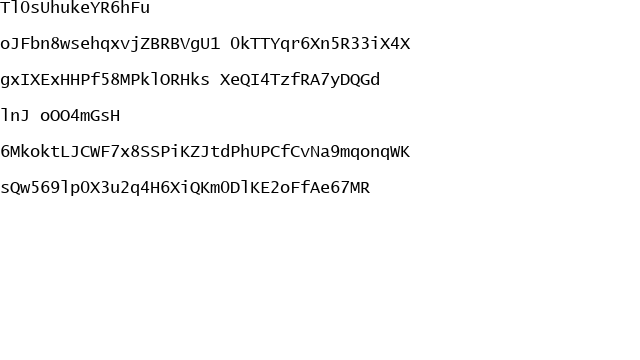 TlOsUhukeYR6hFu
oJFbn8wsehqxvjZBRBVgU1 OkTTYqr6Xn5R33iX4X
gxIXExHHPf58MPklORHks XeQI4TzfRA7yDQGd
lnJ oOO4mGsH
6MkoktLJCWF7x8SSPiKZJtdPhUPCfCvNa9mqonqWK
sQw569lpOX3u2q4H6XiQKmODlKE2oFfAe67MR